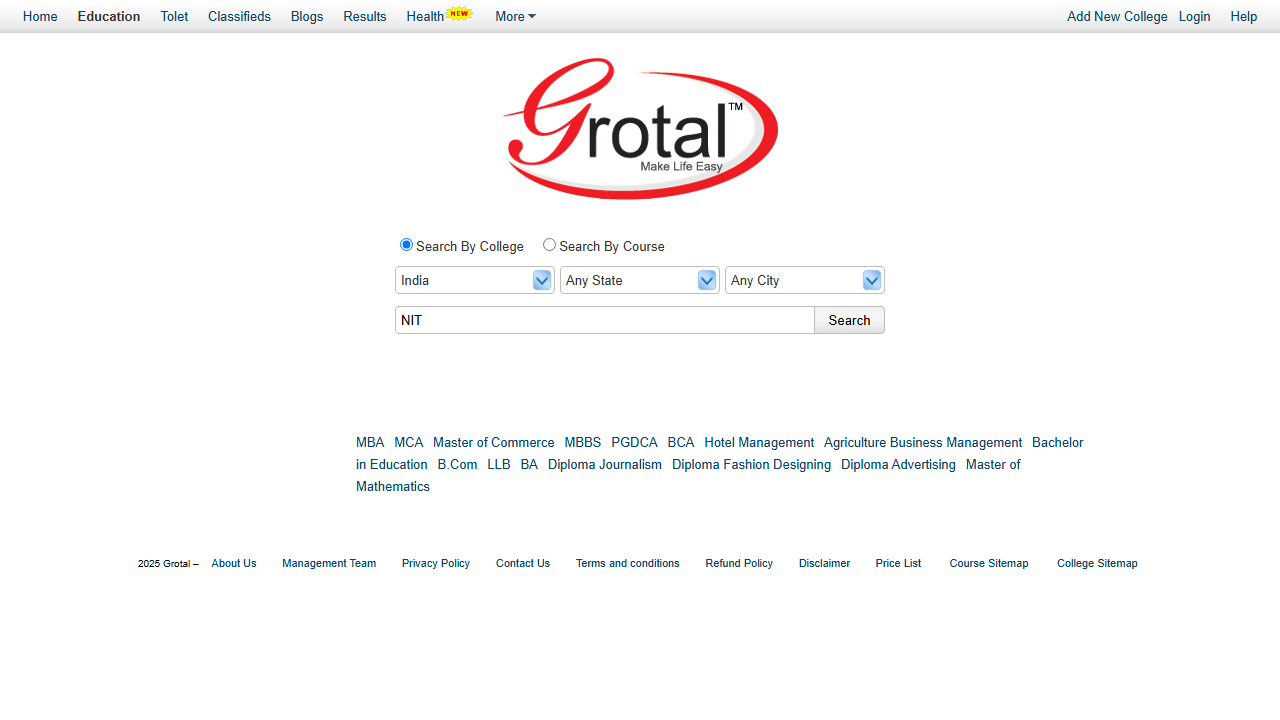 Home Education Tolet Classifieds Blogs Results Health NEW More Add New College Login Help
Grotal™
Make Life Easy
Search By College Search By Course
India Any State Any City
NIT Search
MBA MCA Master of Commerce MBBS PGDCA BCA Hotel Management Agriculture Business Management Bachelor
in Education B.Com LLB BA Diploma Journalism Diploma Fashion Designing Diploma Advertising Master of
Mathematics
2025 Grotal – About Us Management Team Privacy Policy Contact Us Terms and conditions Refund Policy Disclaimer Price List Course Sitemap College Sitemap